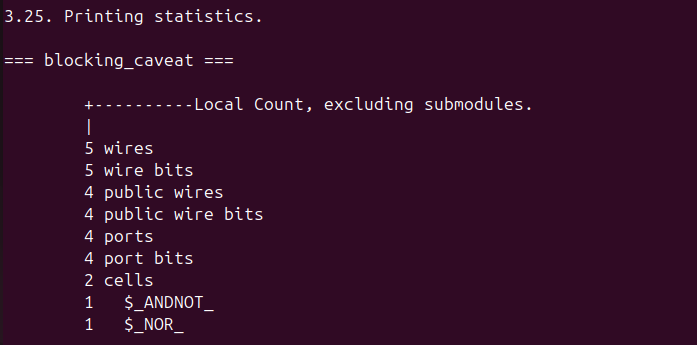 3.25. Printing statistics.
=== blocking_caveat ===
+----------Local Count, excluding submodules.
|
5 wires
5 wire bits
4 public wires
4 public wire bits
4 ports
4 port bits
2 cells
1   $_ANDNOT_
1   $_NOR_